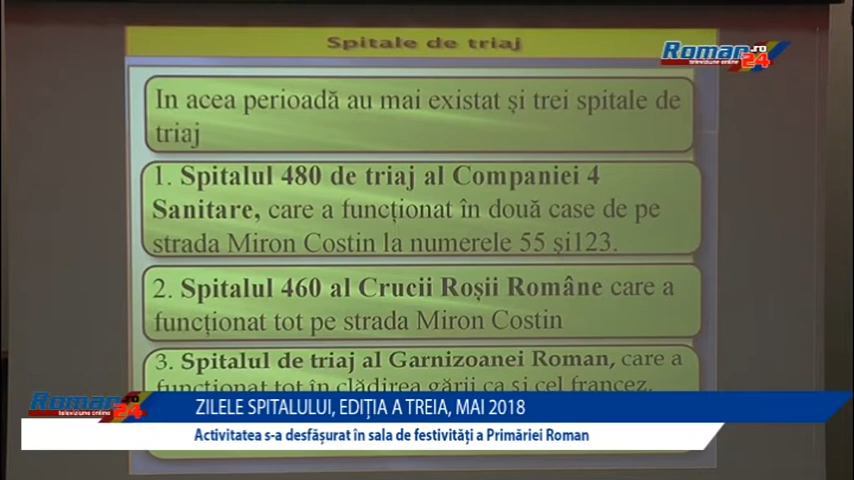 Spitale de triaj
Roman24.ro
televiziune online
In acea perioadă au mai existat și trei spitale de
triaj
1. Spitalul 480 de triaj al Companiei 4
Sanitare, care a funcționat în două case de pe
strada Miron Costin la numerele 55 și123.
2. Spitalul 460 al Crucii Roșii Române care a
funcționat tot pe strada Miron Costin
3. Spitalul de triaj al Garnizoanei Roman, care a
funcționat tot în clădirea gării ca și cel francez.
Roman24.ro
televiziune online
ZILELE SPITALULUI, EDIȚIA A TREIA, MAI 2018
Activitatea s-a desfășurat în sala de festivități a Primăriei Roman